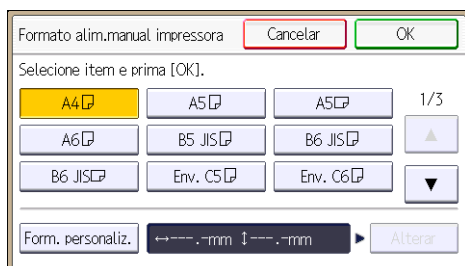 Formato alim.manual impressora Cancelar OK
Selecione item e prima [OK].
A4 A5 A5 1/3
A6 B5 JIS B6 JIS
B6 JIS Env. C5 Env. C6
Form. personaliz. ↔---.-mm ↕---.-mm Alterar